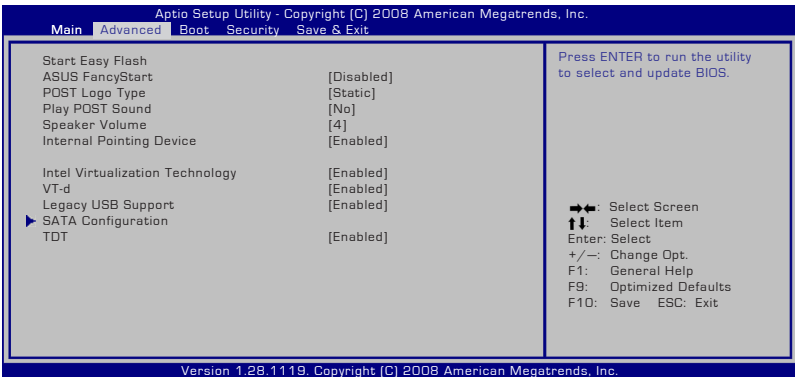 Aptio Setup Utility - Copyright (C) 2008 American Megatrends, Inc.
Main Advanced Boot Security Save & Exit
Start Easy Flash
ASUS FancyStart [Disabled]
POST Logo Type [Static]
Play POST Sound [No]
Speaker Volume [4]
Internal Pointing Device [Enabled]
Intel Virtualization Technology [Enabled]
VT-d [Enabled]
Legacy USB Support [Enabled]
SATA Configuration
TDT [Enabled]
Press ENTER to run the utility
to select and update BIOS.
→←: Select Screen
↑↓: Select Item
Enter: Select
+/—: Change Opt.
F1: General Help
F9: Optimized Defaults
F10: Save ESC: Exit
Version 1.28.1119. Copyright (C) 2008 American Megatrends, Inc.